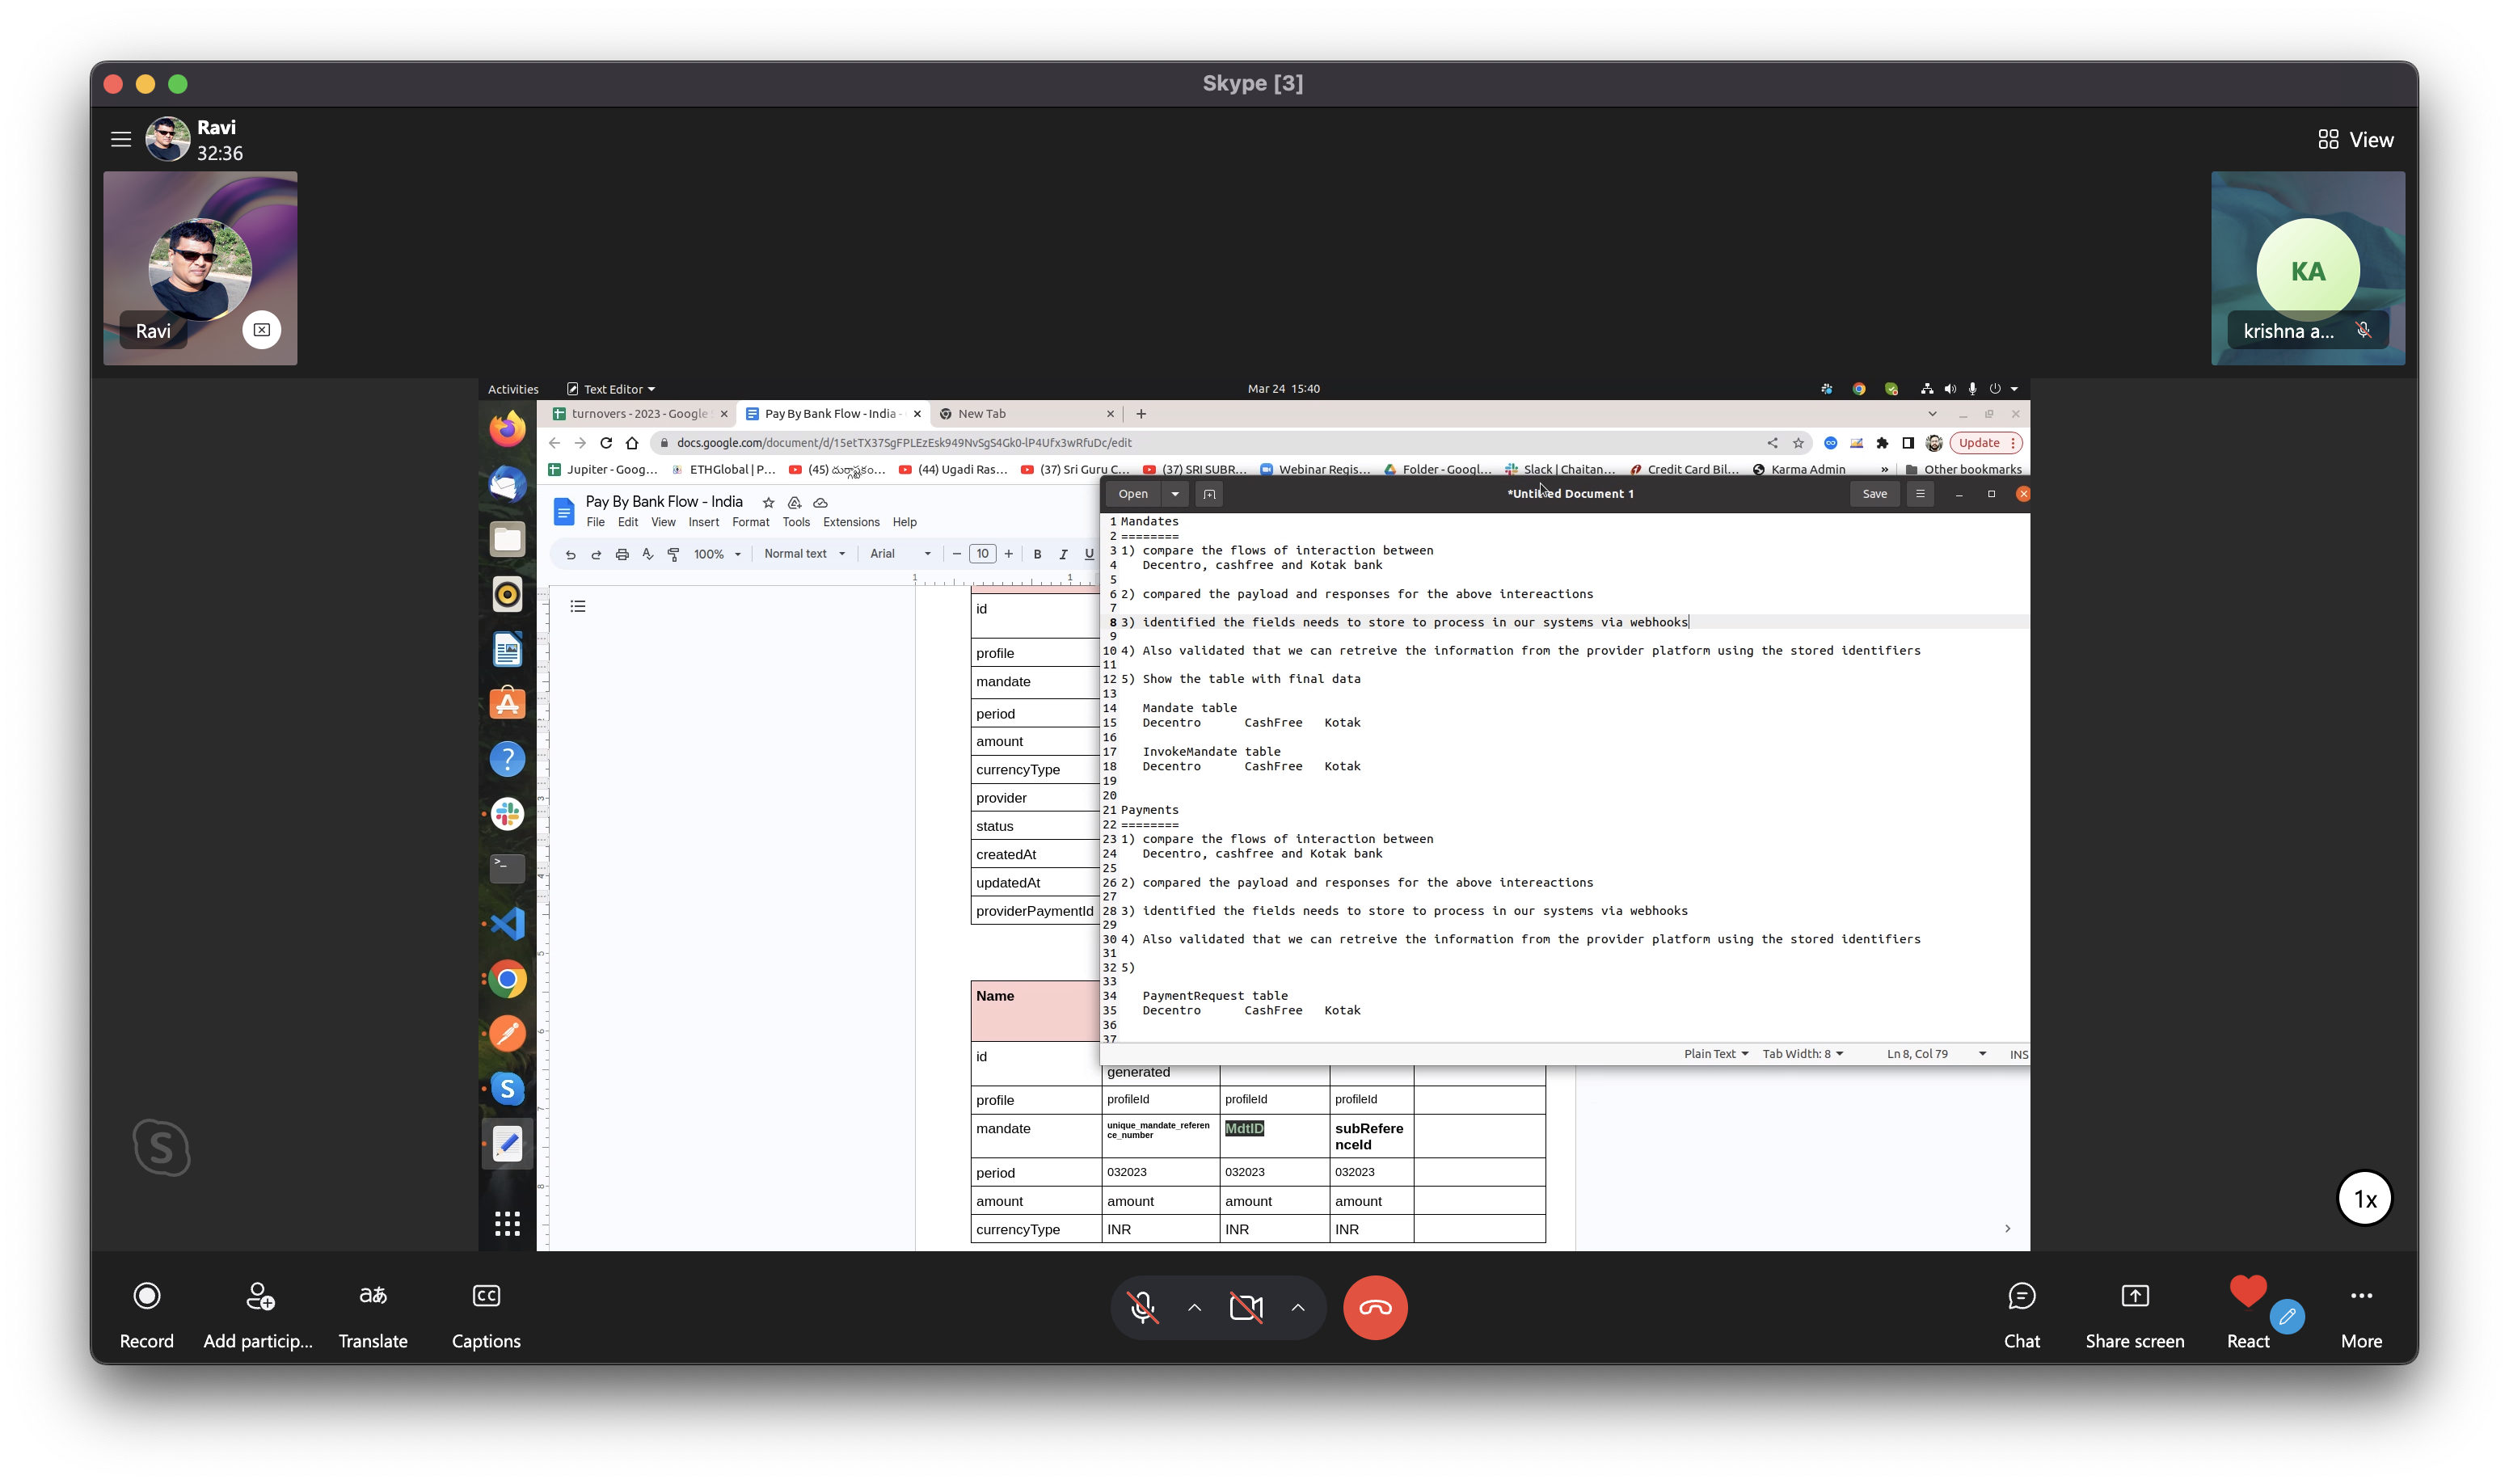 Skype [3]
Ravi
32:36
View
Ravi
KA
krishna a...
Activities
Text Editor
Mar 24 15:40
turnovers - 2023 - Google
Pay By Bank Flow - India -
New Tab
docs.google.com/document/d/15etTX37SgFPLEzEsk949NvSgS4Gk0-lP4Ufx3wRfuDc/edit
Update
Jupiter - Goog...
ETHGlobal | P...
(45) దుర్గాష్టకం...
(44) Ugadi Ras...
(37) Sri Guru C...
(37) SRI SUBR...
Webinar Regis...
Folder - Googl...
Slack | Chaitan...
Credit Card Bil...
Karma Admin
»
Other bookmarks
Pay By Bank Flow - India
File Edit View Insert Format Tools Extensions Help
100% Normal text Arial 10 B I U
Open
*Untitled Document 1
Save
1 Mandates
2 ========
3 1) compare the flows of interaction between
4 Decentro, cashfree and Kotak bank
5
6 2) compared the payload and responses for the above intereactions
7
8 3) identified the fields needs to store to process in our systems via webhooks
9
10 4) Also validated that we can retreive the information from the provider platform using the stored identifiers
11
12 5) Show the table with final data
13
14 Mandate table
15 Decentro CashFree Kotak
16
17 InvokeMandate table
18 Decentro CashFree Kotak
19
20
21 Payments
22 ========
23 1) compare the flows of interaction between
24 Decentro, cashfree and Kotak bank
25
26 2) compared the payload and responses for the above intereactions
27
28 3) identified the fields needs to store to process in our systems via webhooks
29
30 4) Also validated that we can retreive the information from the provider platform using the stored identifiers
31
32 5)
33
34 PaymentRequest table
35 Decentro CashFree Kotak
36
37
Plain Text Tab Width: 8 Ln 8, Col 79 INS
id
profile
mandate
period
amount
currencyType
provider
status
createdAt
updatedAt
providerPaymentId
Name
id generated
profile profileId profileId profileId
mandate unique_mandate_referen MdtID subRefere
ce_number nceId
period 032023 032023 032023
amount amount amount amount
currencyType INR INR INR
1x
Record
Add particip...
Translate
Captions
Chat
Share screen
React
More